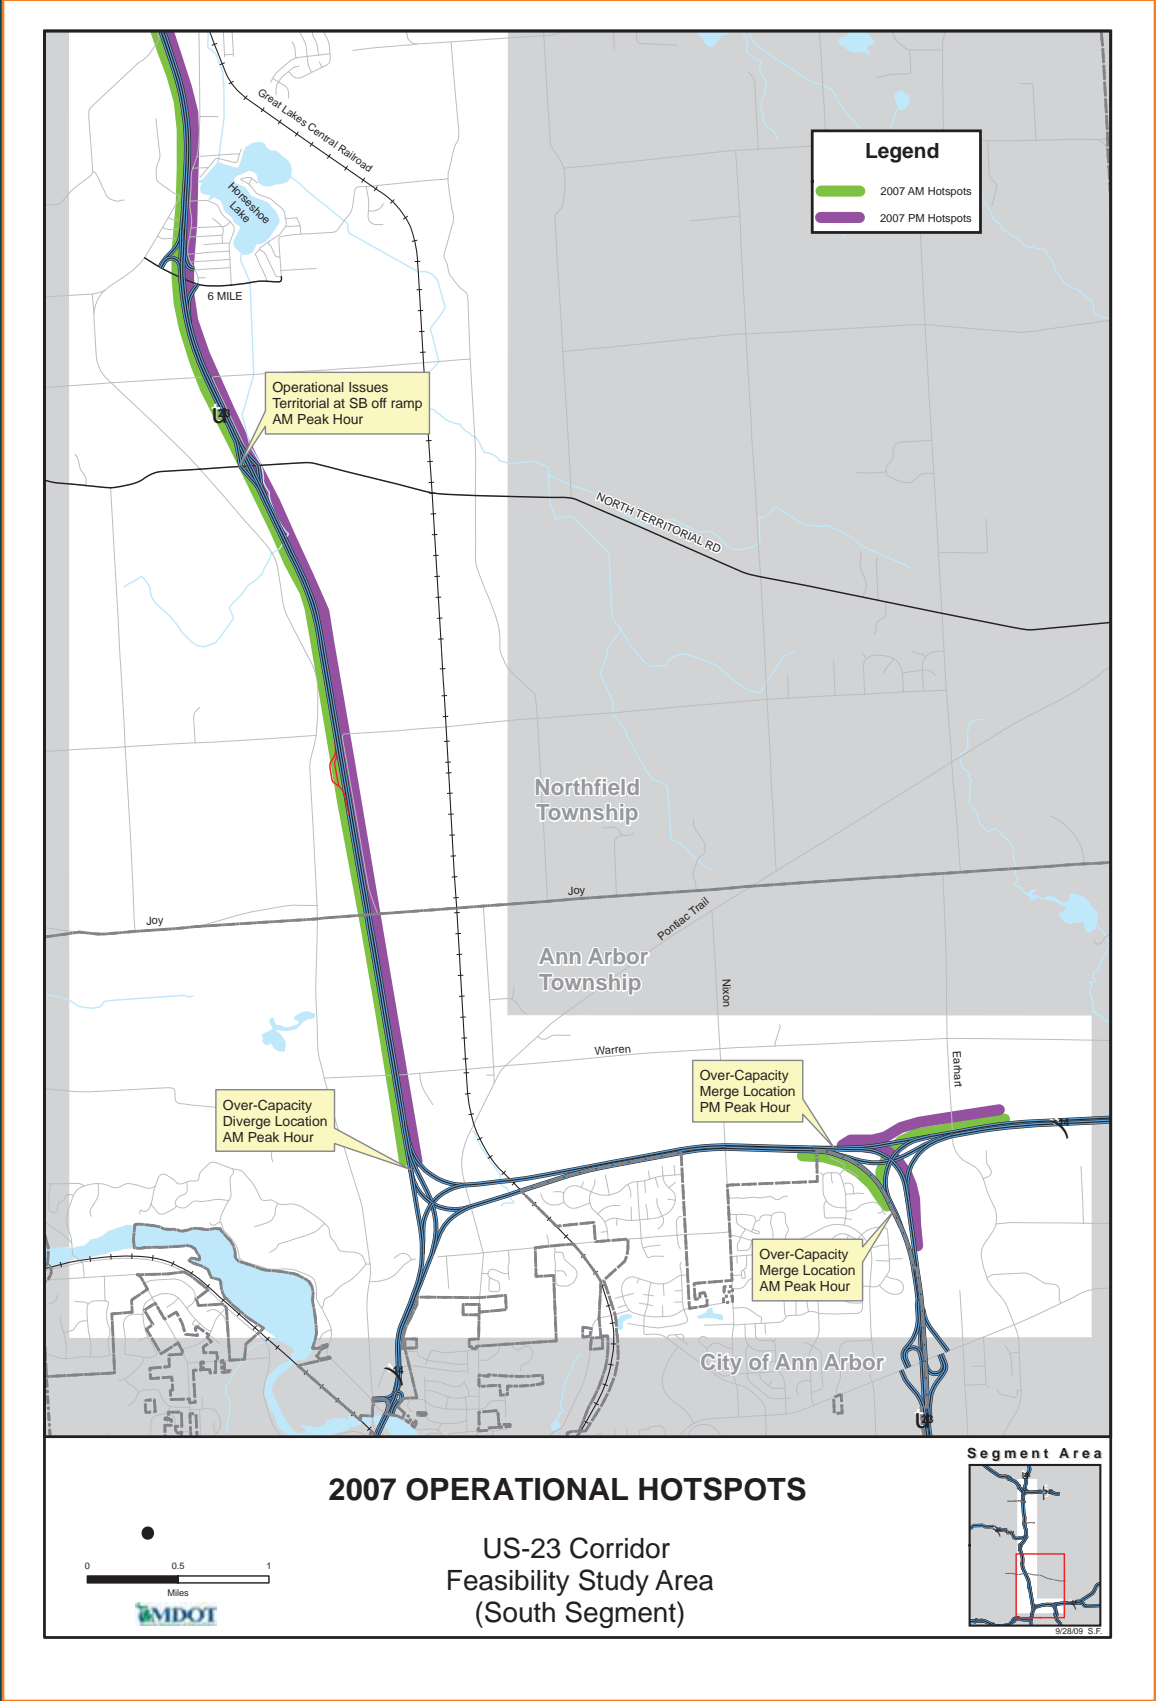 Great Lakes Central Railroad
Legend
2007 AM Hotspots
2007 PM Hotspots
Horseshoe
Lake
6 MILE
Operational Issues
Territorial at SB off ramp
AM Peak Hour
23
NORTH TERRITORIAL RD
Northfield
Township
Joy
Joy
Pontiac Trail
Ann Arbor
Township
Nixon
Warren
Earhart
Over-Capacity
Merge Location
PM Peak Hour
Over-Capacity
Diverge Location
AM Peak Hour
14
Over-Capacity
Merge Location
AM Peak Hour
City of Ann Arbor
14
23
2007 OPERATIONAL HOTSPOTS
US-23 Corridor
Feasibility Study Area
(South Segment)
0 0.5 1
Miles
MDOT
Segment Area
9/28/09 S.F.